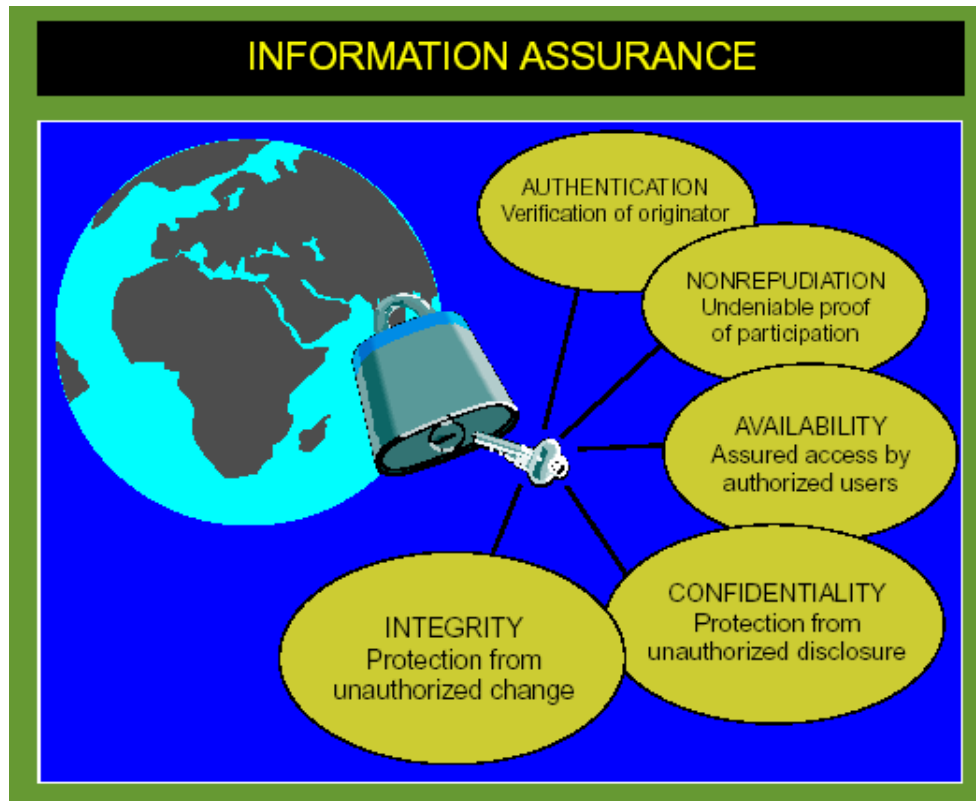 INFORMATION ASSURANCE
AUTHENTICATION
Verification of originator
NONREPUDIATION
Undeniable proof
of participation
AVAILABILITY
Assured access by
authorized users
CONFIDENTIALITY
Protection from
unauthorized disclosure
INTEGRITY
Protection from
unauthorized change